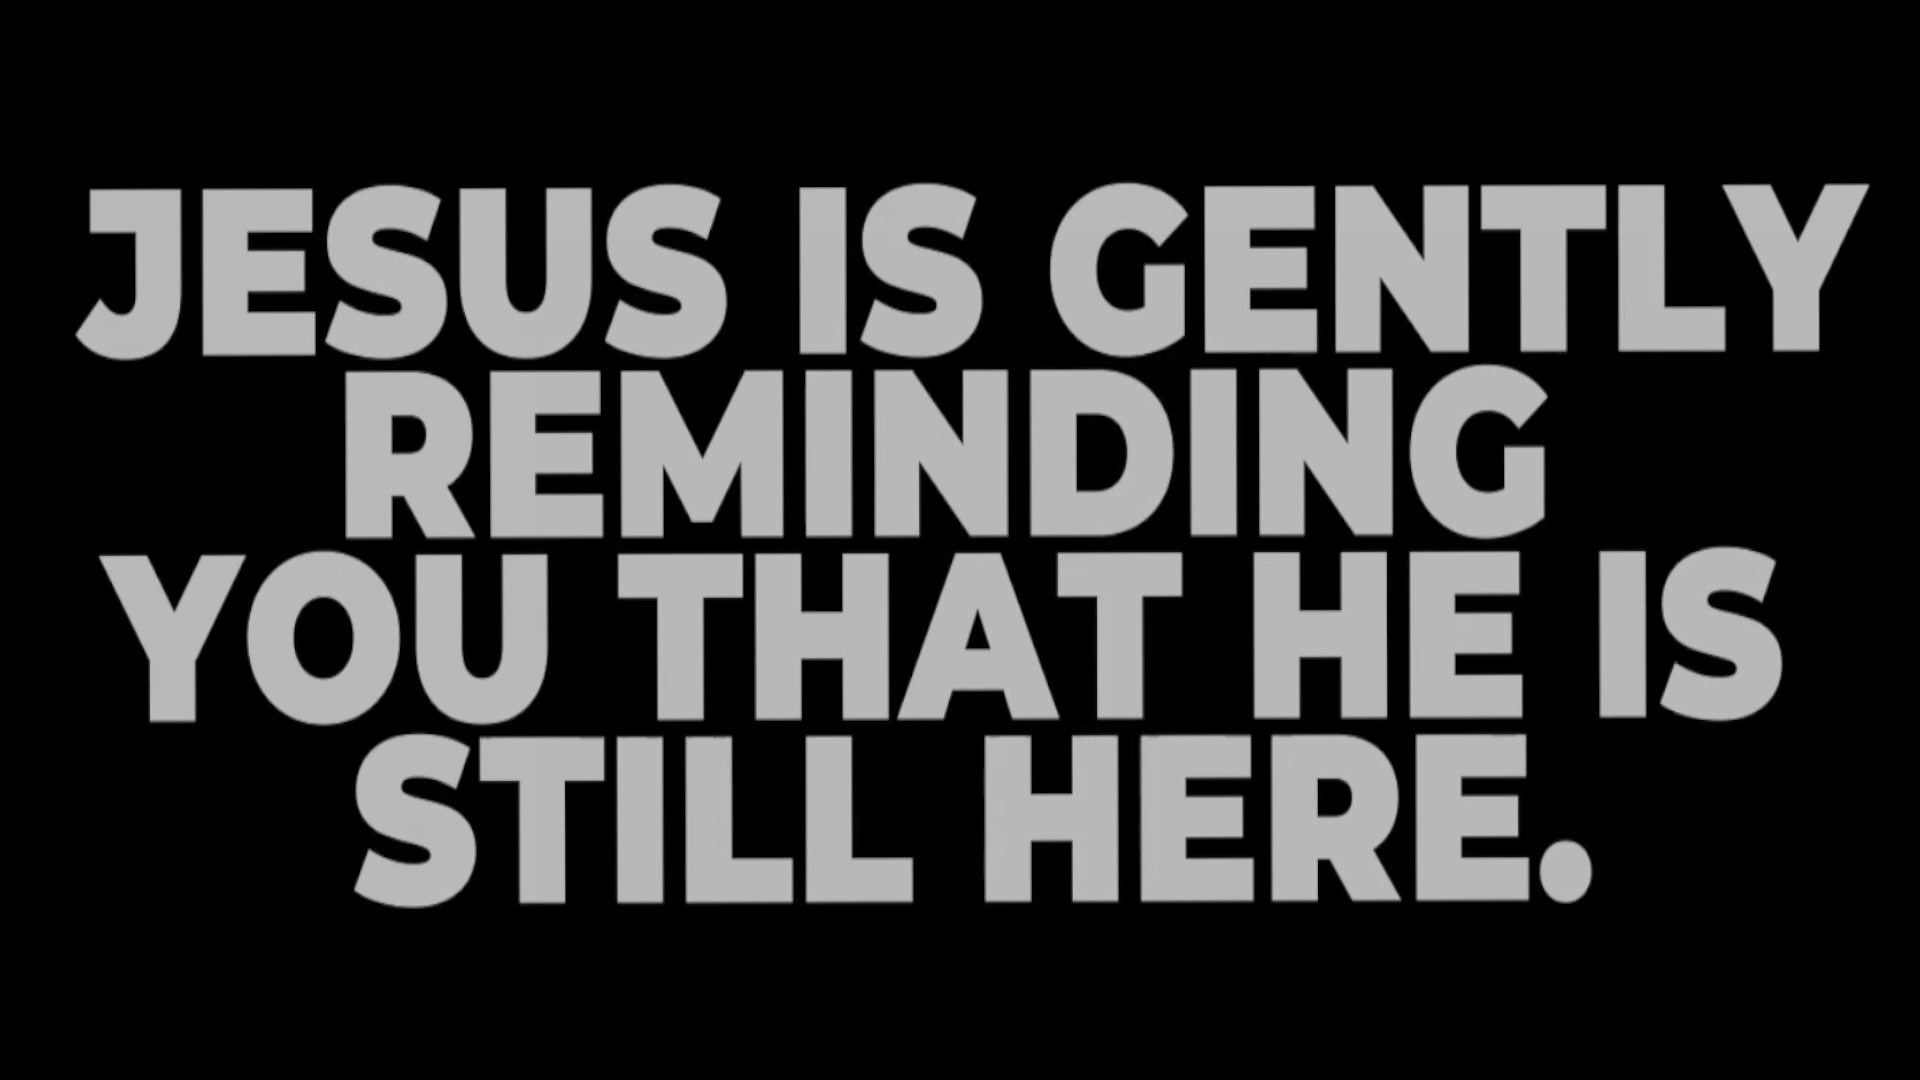 JESUS IS GENTLY
REMINDING
YOU THAT HE IS
STILL HERE.